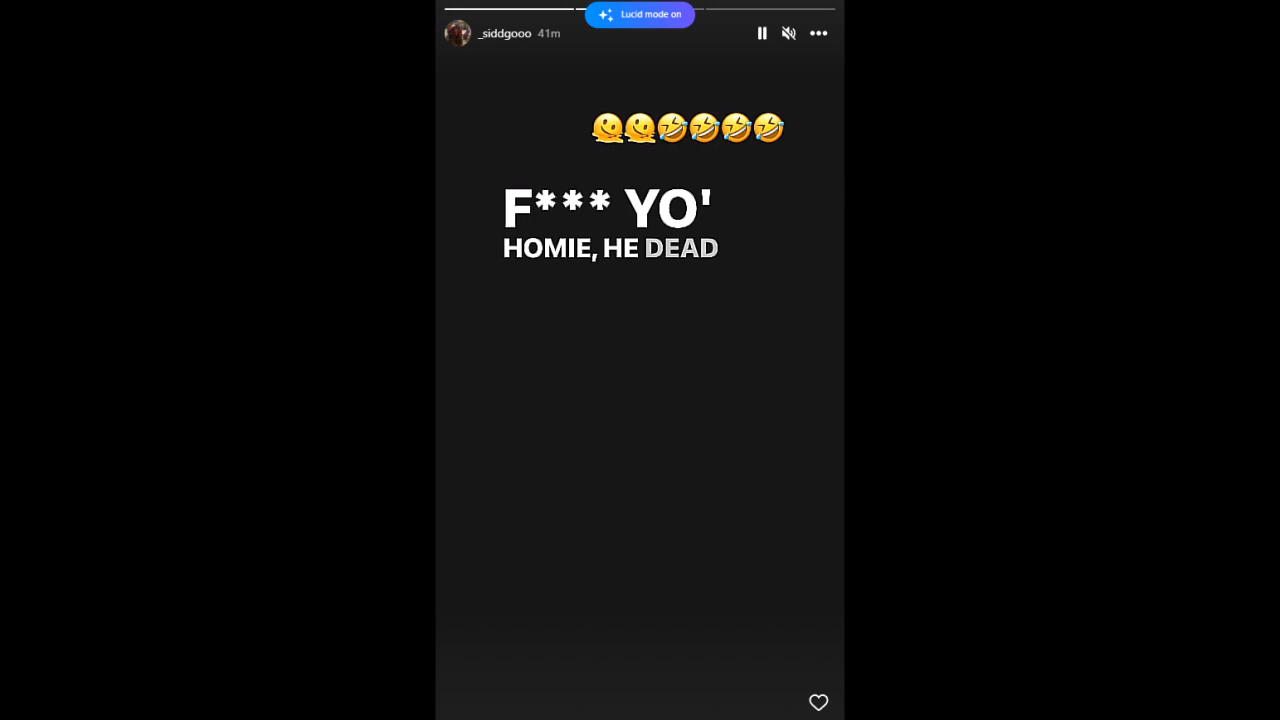 Lucid mode on
_siddgooo 41m
🫠🫠🤣🤣🤣🤣
F*** YO'
HOMIE, HE DEAD